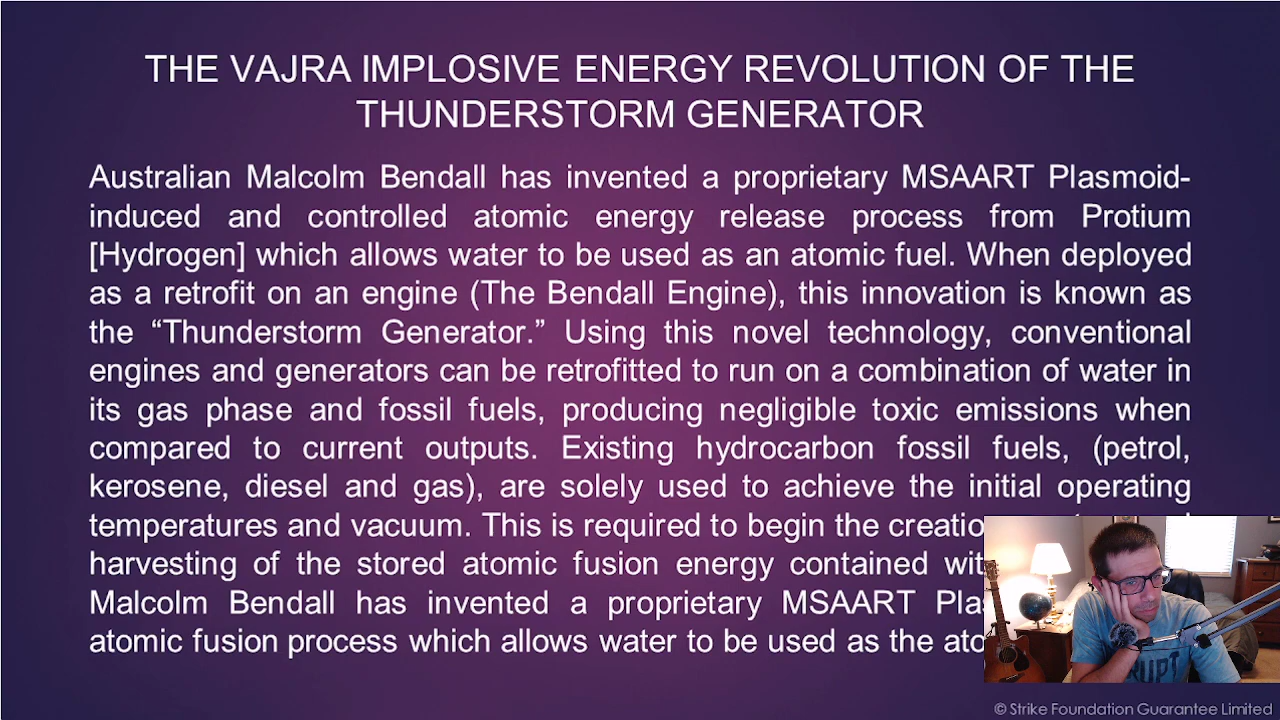 THE VAJRA IMPLOSIVE ENERGY REVOLUTION OF THE
THUNDERSTORM GENERATOR
Australian Malcolm Bendall has invented a proprietary MSAART Plasmoid-
induced and controlled atomic energy release process from Protium
[Hydrogen] which allows water to be used as an atomic fuel. When deployed
as a retrofit on an engine (The Bendall Engine), this innovation is known as
the “Thunderstorm Generator.” Using this novel technology, conventional
engines and generators can be retrofitted to run on a combination of water in
its gas phase and fossil fuels, producing negligible toxic emissions when
compared to current outputs. Existing hydrocarbon fossil fuels, (petrol,
kerosene, diesel and gas), are solely used to achieve the initial operating
temperatures and vacuum. This is required to begin the
harvesting of the stored atomic fusion energy contained
Malcolm Bendall has invented a proprietary MSAART
atomic fusion process which allows water to be used as the
© Strike Foundation Guarantee Limited